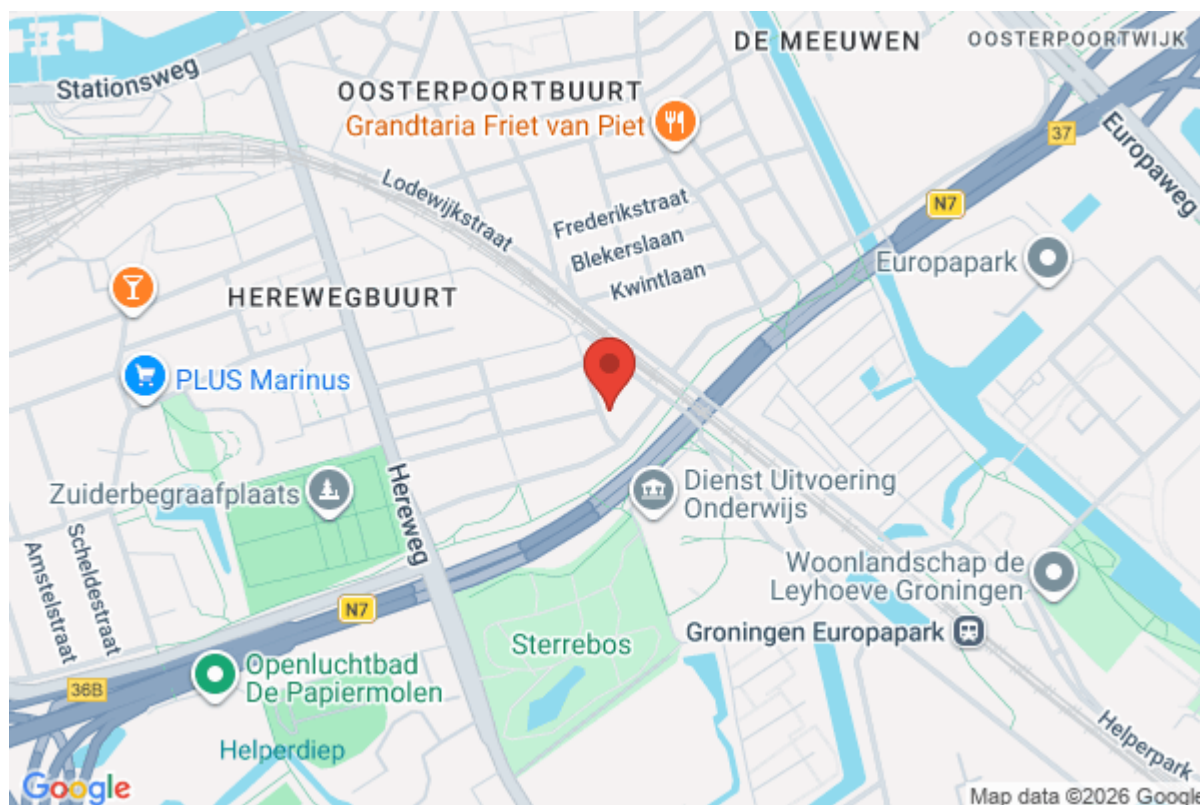 DE MEEUWEN
OOSTERPOORTWIJK
Stationsweg
OOSTERPOORTBUURT
Grandtaria Friet van Piet
37
Europaweg
Lodewijkstraat
Frederikstraat
N7
Blekerslaan
Kwintlaan
Europapark
HEREWEGBUURT
PLUS Marinus
Zuiderbegraafplaats
Hereweg
Dienst Uitvoering
Onderwijs
Scheldestraat
Amstelstraat
Woonlandschap de
Leyhoeve Groningen
N7
Sterrebos
Groningen Europapark
Openluchtbad
De Papiermolen
36B
Helperdiep
Helperpark
Google
Map data ©2026 Google